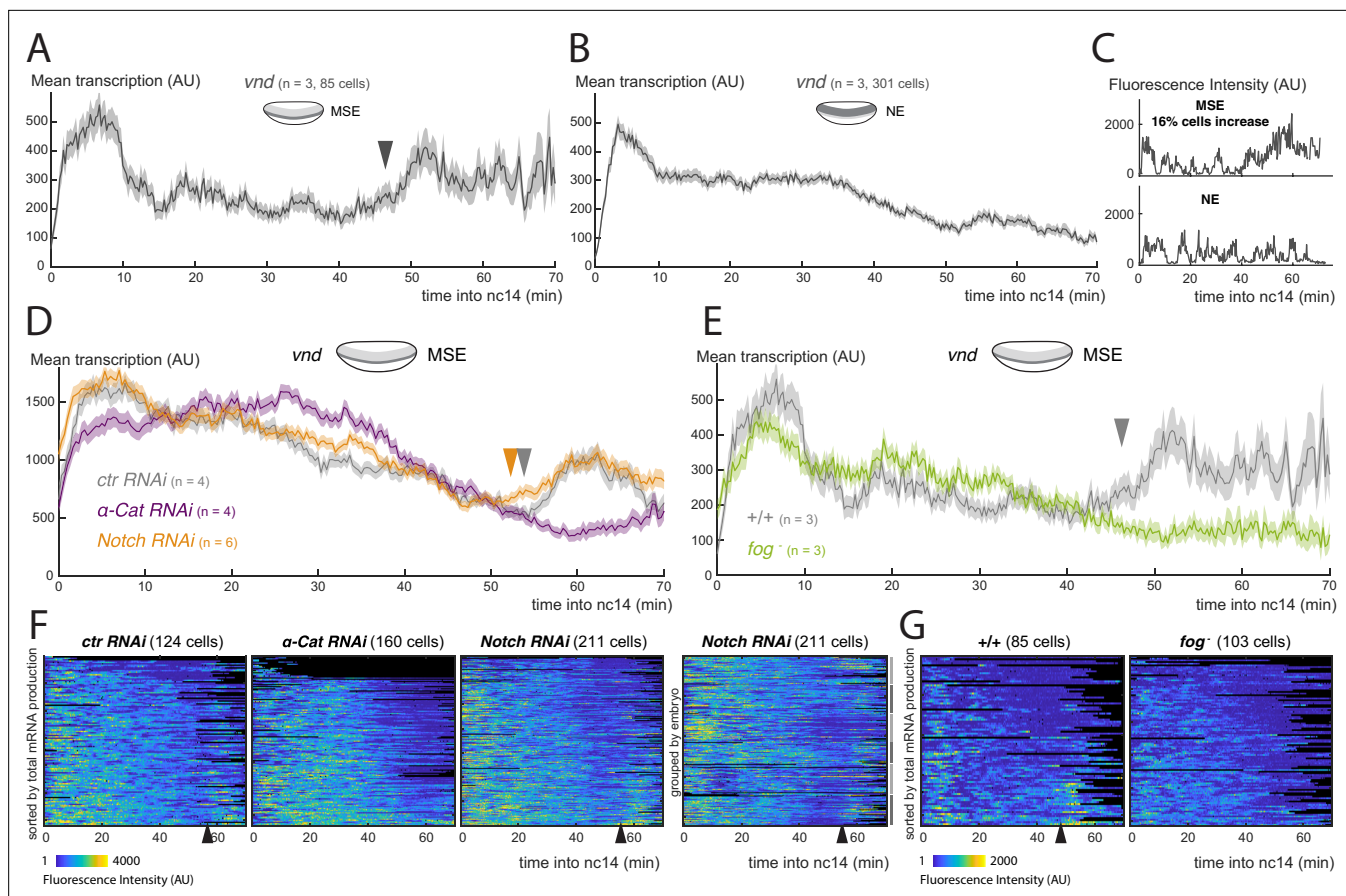 A
Mean transcription (AU)
vnd (n = 3, 85 cells)
MSE
500
400
300
200
100
0
0 10 20 30 40 50 60 70
time into nc14 (min)
B
Mean transcription (AU)
vnd (n = 3, 301 cells)
NE
500
400
300
200
100
0
0 10 20 30 40 50 60 70
time into nc14 (min)
C
Fluorescence Intensity (AU)
MSE
16% cells increase
2000
0
NE
2000
0
0 20 40 60
time into nc14 (min)
D
Mean transcription (AU)
vnd MSE
1500
1000
500
0
ctr RNAi (n = 4)
α-Cat RNAi (n = 4)
Notch RNAi (n = 6)
0 10 20 30 40 50 60 70
time into nc14 (min)
E
Mean transcription (AU)
vnd MSE
500
400
300
200
100
0
+/+ (n = 3)
fog - (n = 3)
0 10 20 30 40 50 60 70
time into nc14 (min)
F
ctr RNAi (124 cells)
α-Cat RNAi (160 cells)
Notch RNAi (211 cells)
Notch RNAi (211 cells)
sorted by total mRNA production
grouped by embryo
0 20 40 60
0 20 40 60
0 20 40 60
0 20 40 60
time into nc14 (min)
1 4000
Fluorescence Intensity (AU)
G
+/+ (85 cells)
fog - (103 cells)
sorted by total mRNA production
0 20 40 60
0 20 40 60
time into nc14 (min)
1 2000
Fluorescence Intensity (AU)